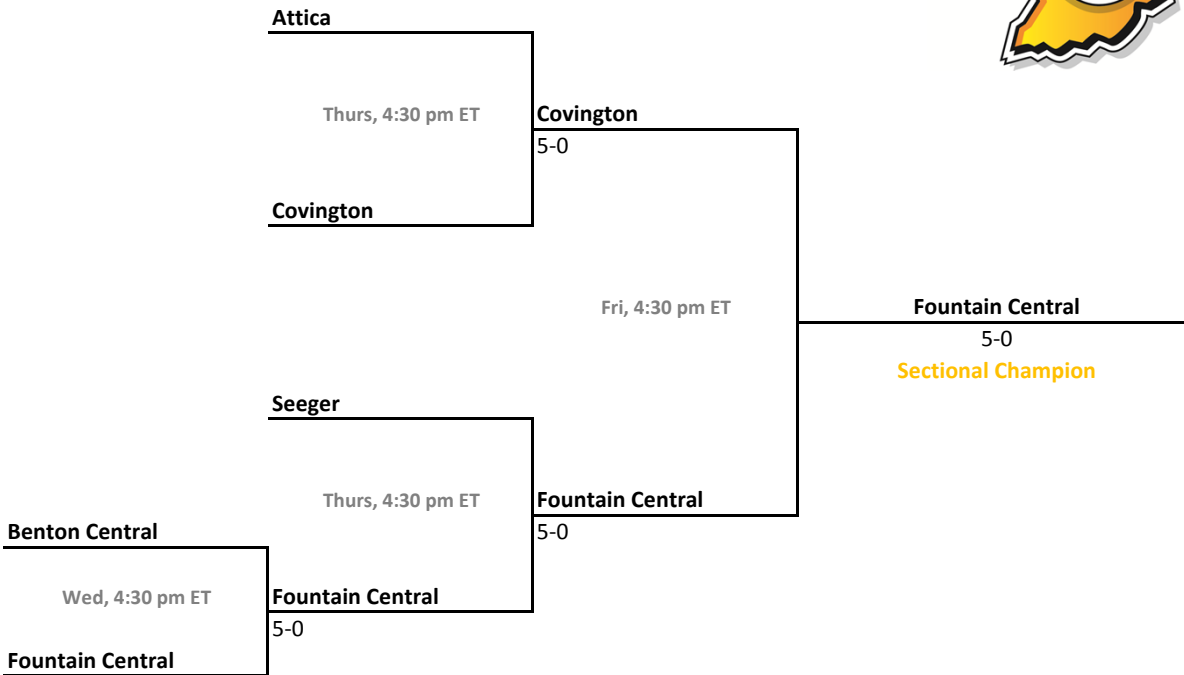 Attica
Thurs, 4:30 pm ET
Covington
5-0
Covington
Fri, 4:30 pm ET
Fountain Central
5-0
Sectional Champion
Seeger
Thurs, 4:30 pm ET
Fountain Central
5-0
Benton Central
Wed, 4:30 pm ET
Fountain Central
5-0
Fountain Central